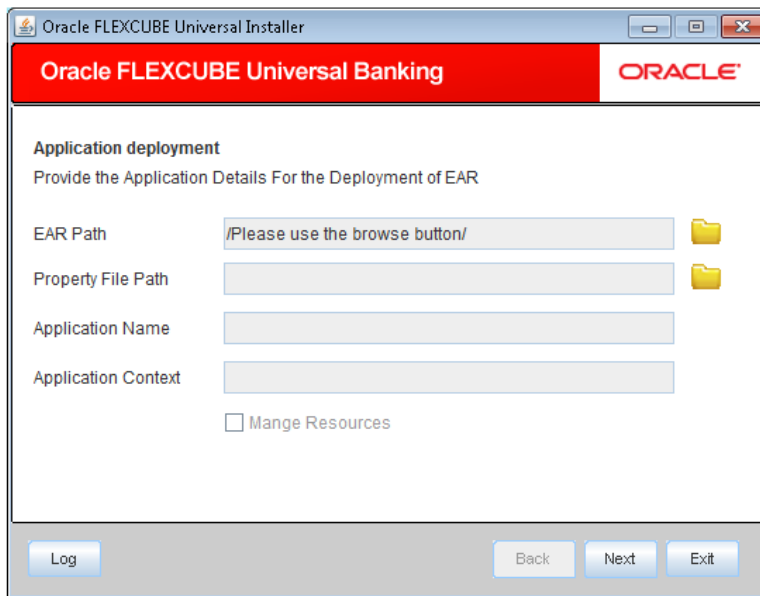 Oracle FLEXCUBE Universal Installer
Oracle FLEXCUBE Universal Banking
ORACLE
Application deployment
Provide the Application Details For the Deployment of EAR
EAR Path
/Please use the browse button/
Property File Path
Application Name
Application Context
Mange Resources
Log
Back
Next
Exit